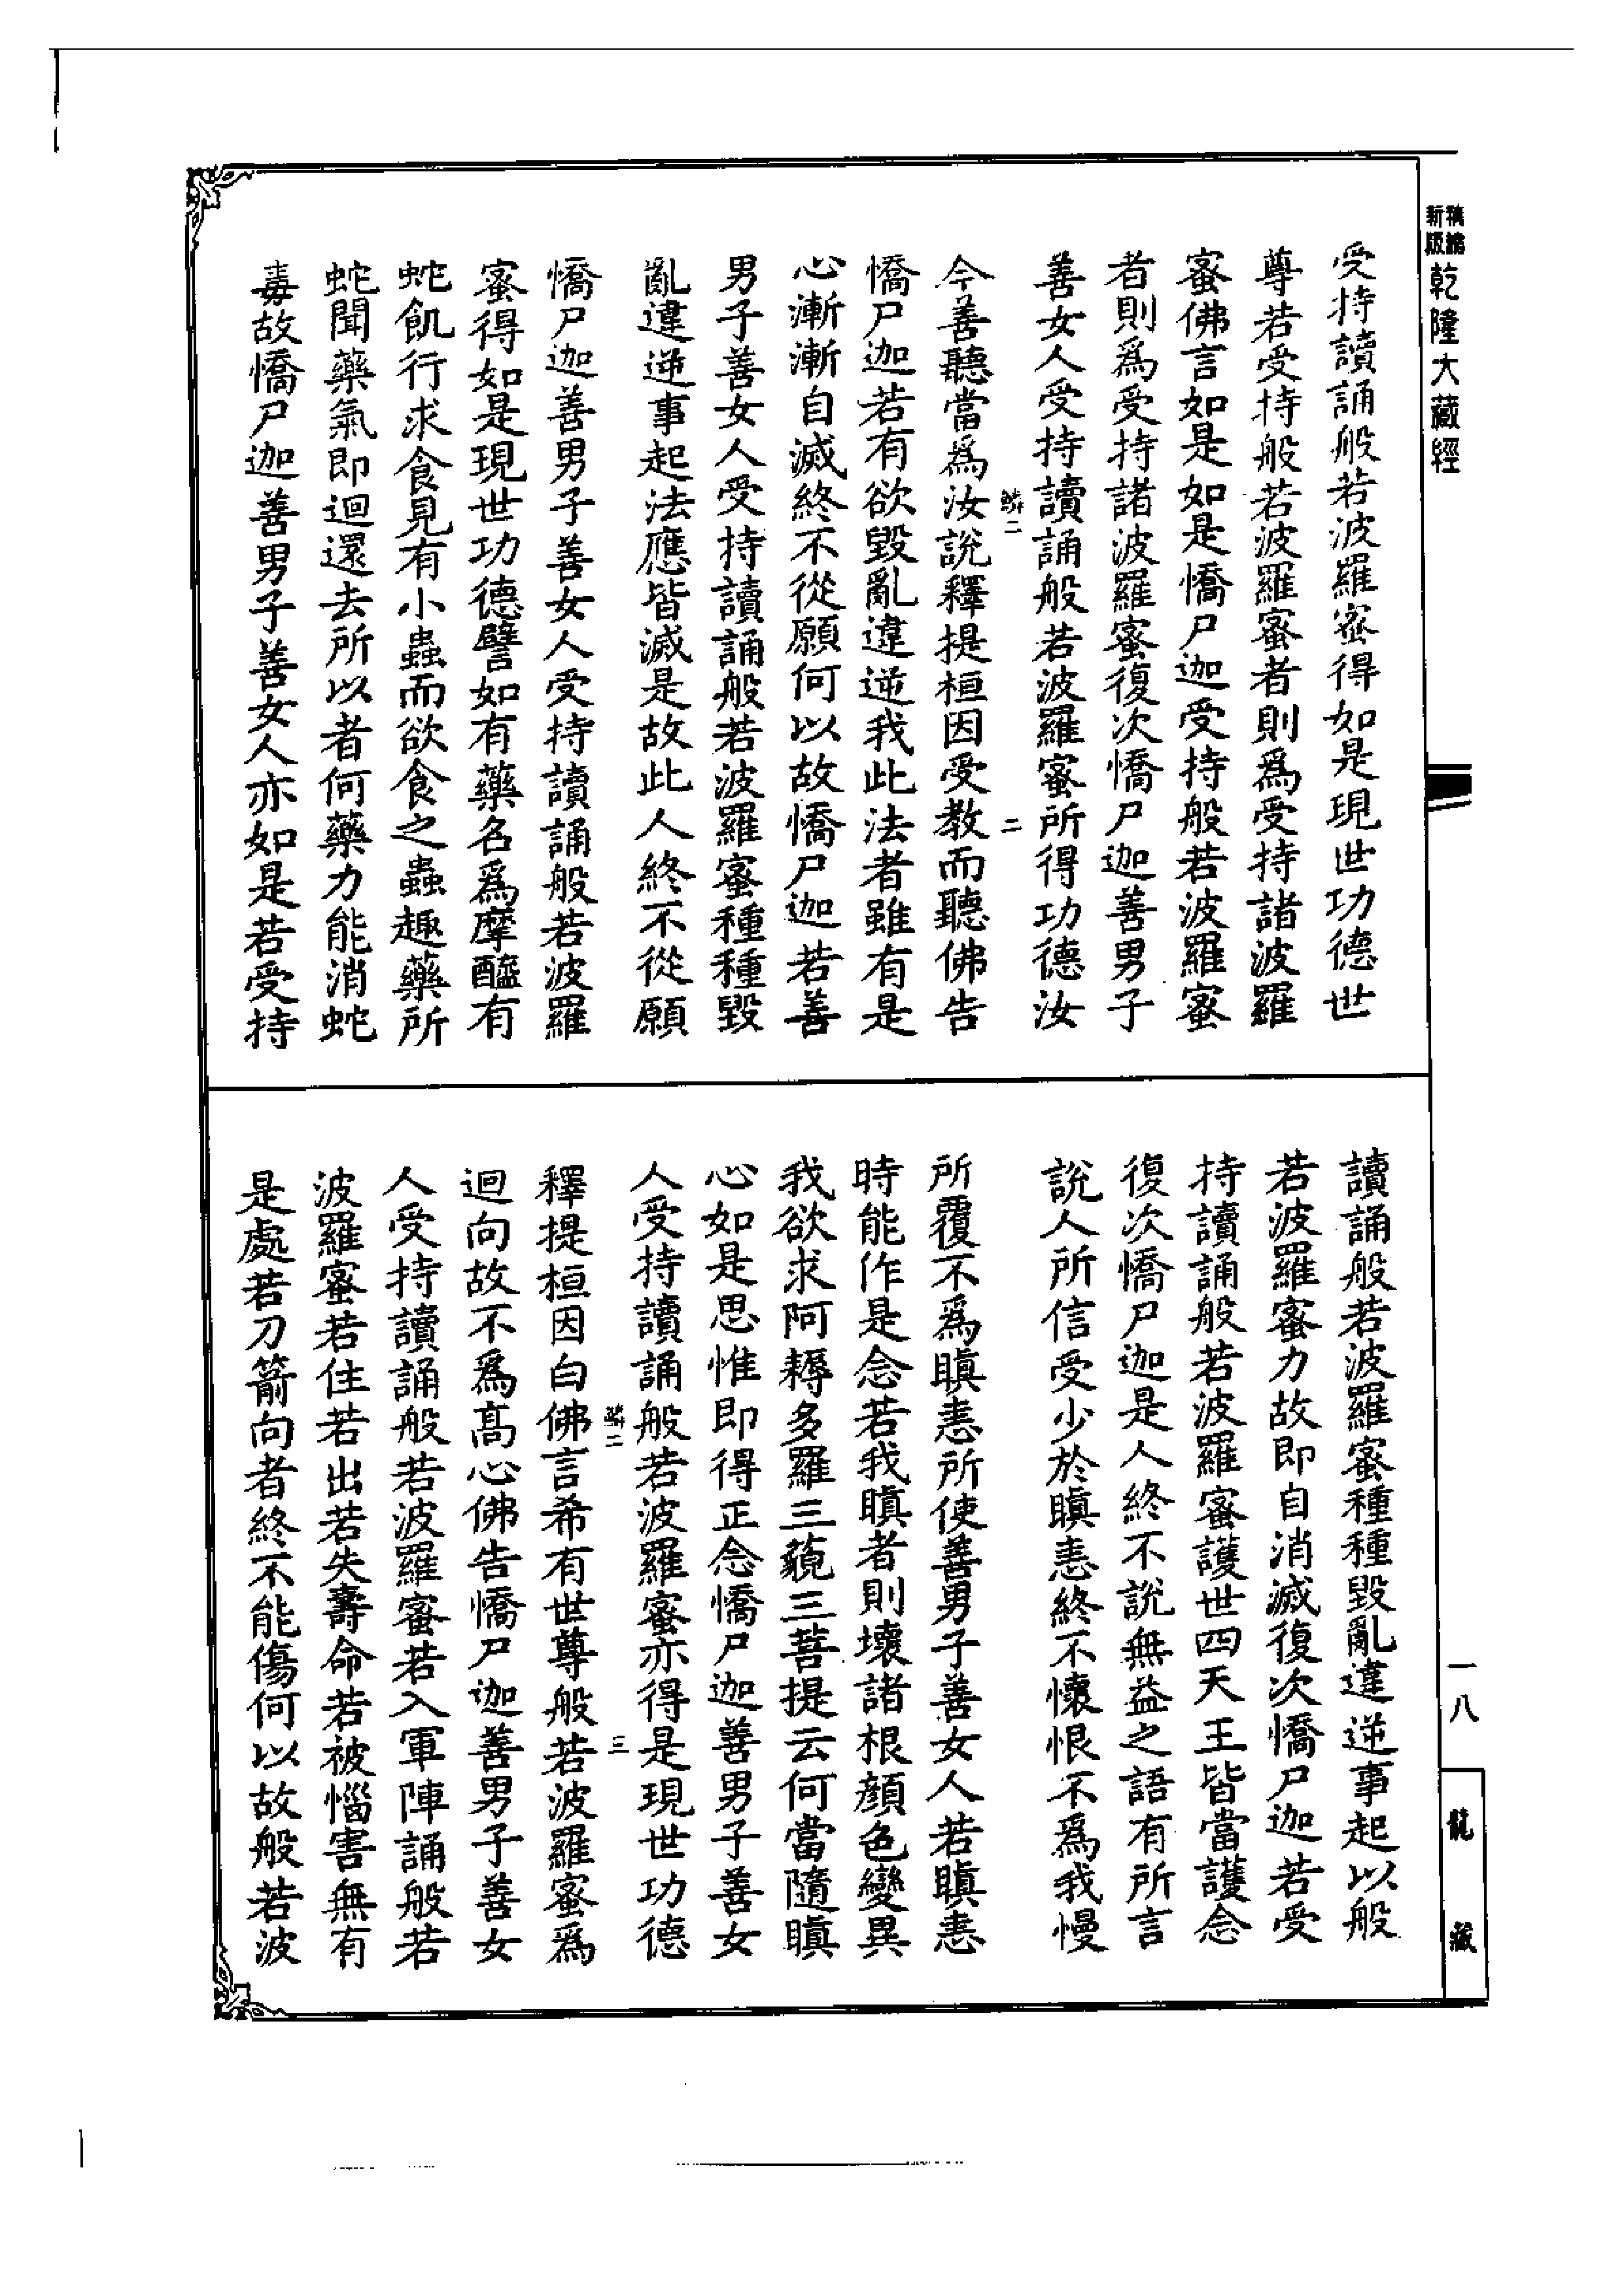 新版精縮乾隆大藏經
受持讀誦般若波羅蜜得如是現世功德世
尊若受持般若波羅蜜者則爲受持諸波羅
蜜佛言如是如是憍尸迦受持般若波羅蜜
者則爲受持諸波羅蜜復次憍尸迦善男子
善女人受持讀誦般若波羅蜜所得功德汝
鱗二 二
今善聽當爲汝說釋提桓因受教而聽佛告
憍尸迦若有欲毀亂違逆我此法者雖有是
心漸漸自滅終不從願何以故憍尸迦若善
男子善女人受持讀誦般若波羅蜜種種毀
亂違逆事起法應皆滅是故此人終不從願
憍尸迦善男子善女人受持讀誦般若波羅
蜜得如是現世功德譬如有藥名爲摩醯有
蛇飢行求食見有小蟲而欲食之蟲趣藥所
蛇聞藥氣即迴還去所以者何藥力能消蛇
毒故憍尸迦善男子善女人亦如是若受持
讀誦般若波羅蜜種種毀亂違逆事起以般
若波羅蜜力故即自消滅復次憍尸迦若受
持讀誦般若波羅蜜護世四天王皆當護念
復次憍尸迦是人終不說無益之語有所言
說人所信受少於瞋恚終不懷恨不爲我慢
所覆不爲瞋恚所使善男子善女人若瞋恚
時能作是念若我瞋者則壞諸根顏色變異
我欲求阿耨多羅三藐三菩提云何當隨瞋
心如是思惟即得正念憍尸迦善男子善女
人受持讀誦般若波羅蜜亦得是現世功德
鱗二 三
釋提桓因白佛言希有世尊般若波羅蜜爲
迴向故不爲高心佛告憍尸迦善男子善女
人受持讀誦般若波羅蜜若入軍陣誦般若
波羅蜜若住若出若失壽命若被惱害無有
是處若刀箭向者終不能傷何以故般若波
一八
龍藏